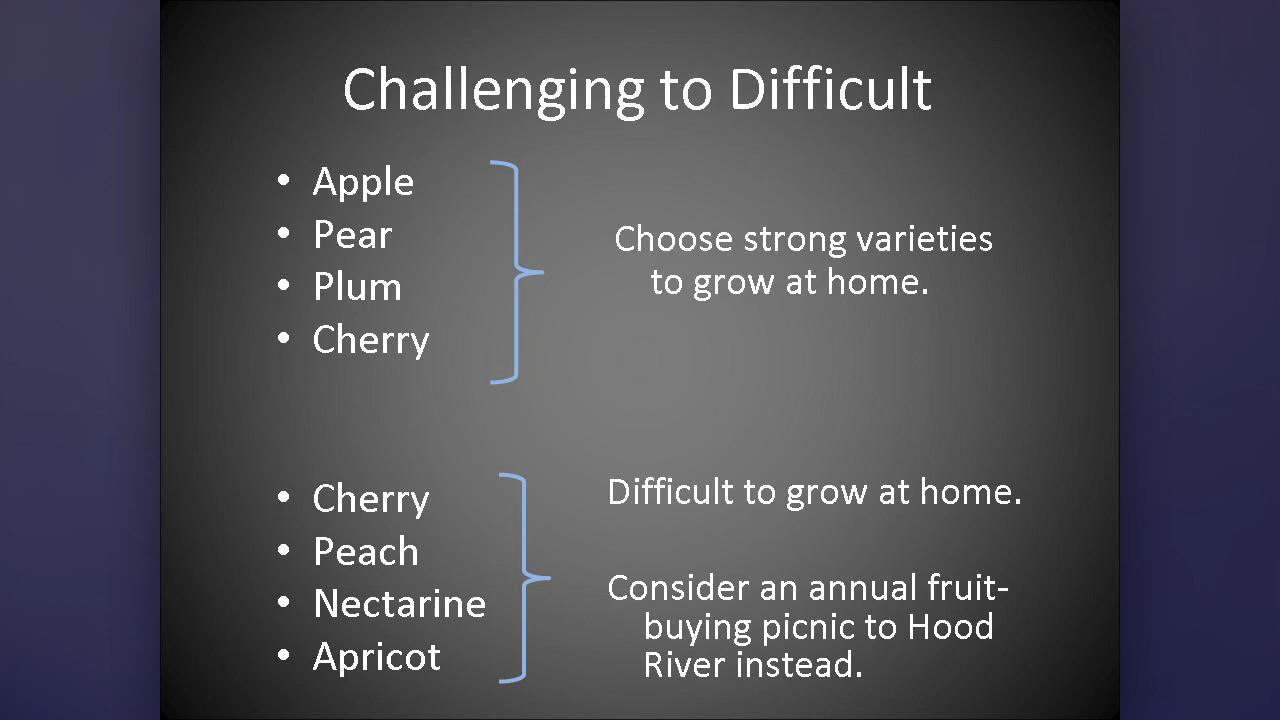 Challenging to Difficult
• Apple
• Pear
• Plum
• Cherry
Choose strong varieties
to grow at home.
• Cherry
• Peach
• Nectarine
• Apricot
Difficult to grow at home.
Consider an annual fruit-
buying picnic to Hood
River instead.